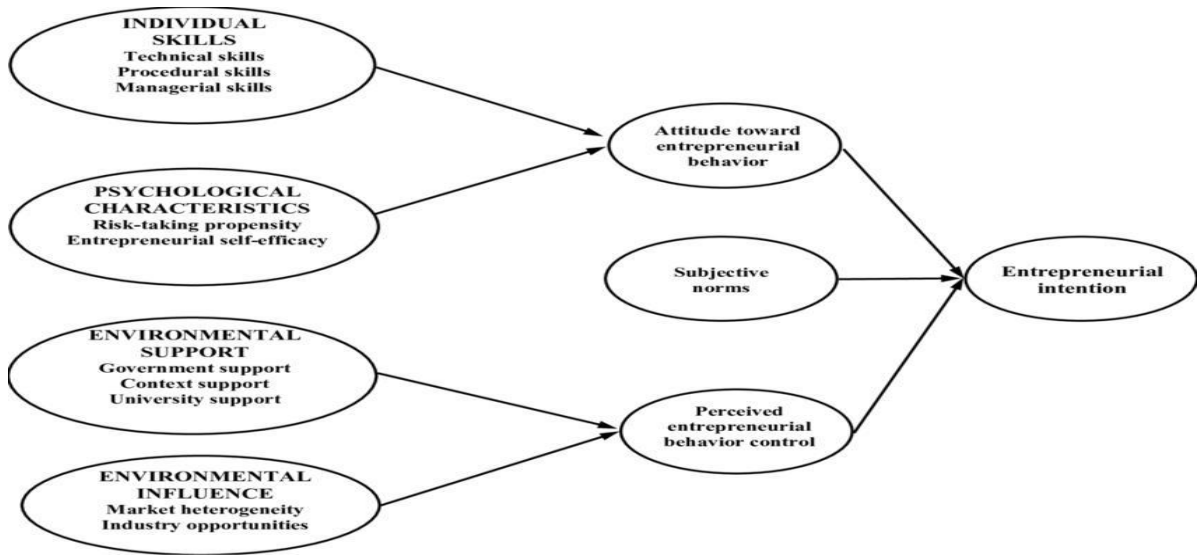 INDIVIDUAL
SKILLS
Technical skills
Procedural skills
Managerial skills
PSYCHOLOGICAL
CHARACTERISTICS
Risk-taking propensity
Entrepreneurial self-efficacy
ENVIRONMENTAL
SUPPORT
Government support
Context support
University support
ENVIRONMENTAL
INFLUENCE
Market heterogeneity
Industry opportunities
Attitude toward
entrepreneurial
behavior
Subjective
norms
Perceived
entrepreneurial
behavior control
Entrepreneurial
intention